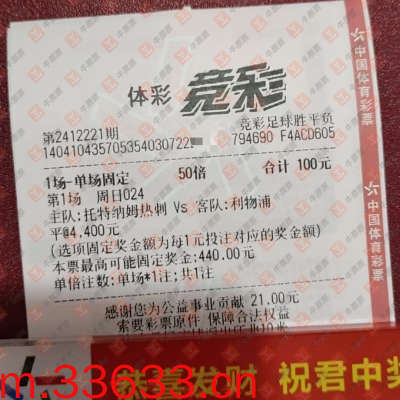 体彩 竞彩
第2412221期 竞彩足球胜平负
140410435705354030722 794690 F4AC0605
1场-单场固定 50倍 合计 100元
第1场 周日024
主队:托特纳姆热刺 Vs 客队:利物浦
平@4.400元
(选项固定奖金额为每1元投注对应的奖金额)
本票最高可能固定奖金:440.00元
单倍注数:单场*1注;共1注
感谢您为公益事业贡献 21.00元
索要彩票原件 保障合法权益
中国体育彩票
中国体育彩票
恭喜发财 祝君中奖
m.33633.cn